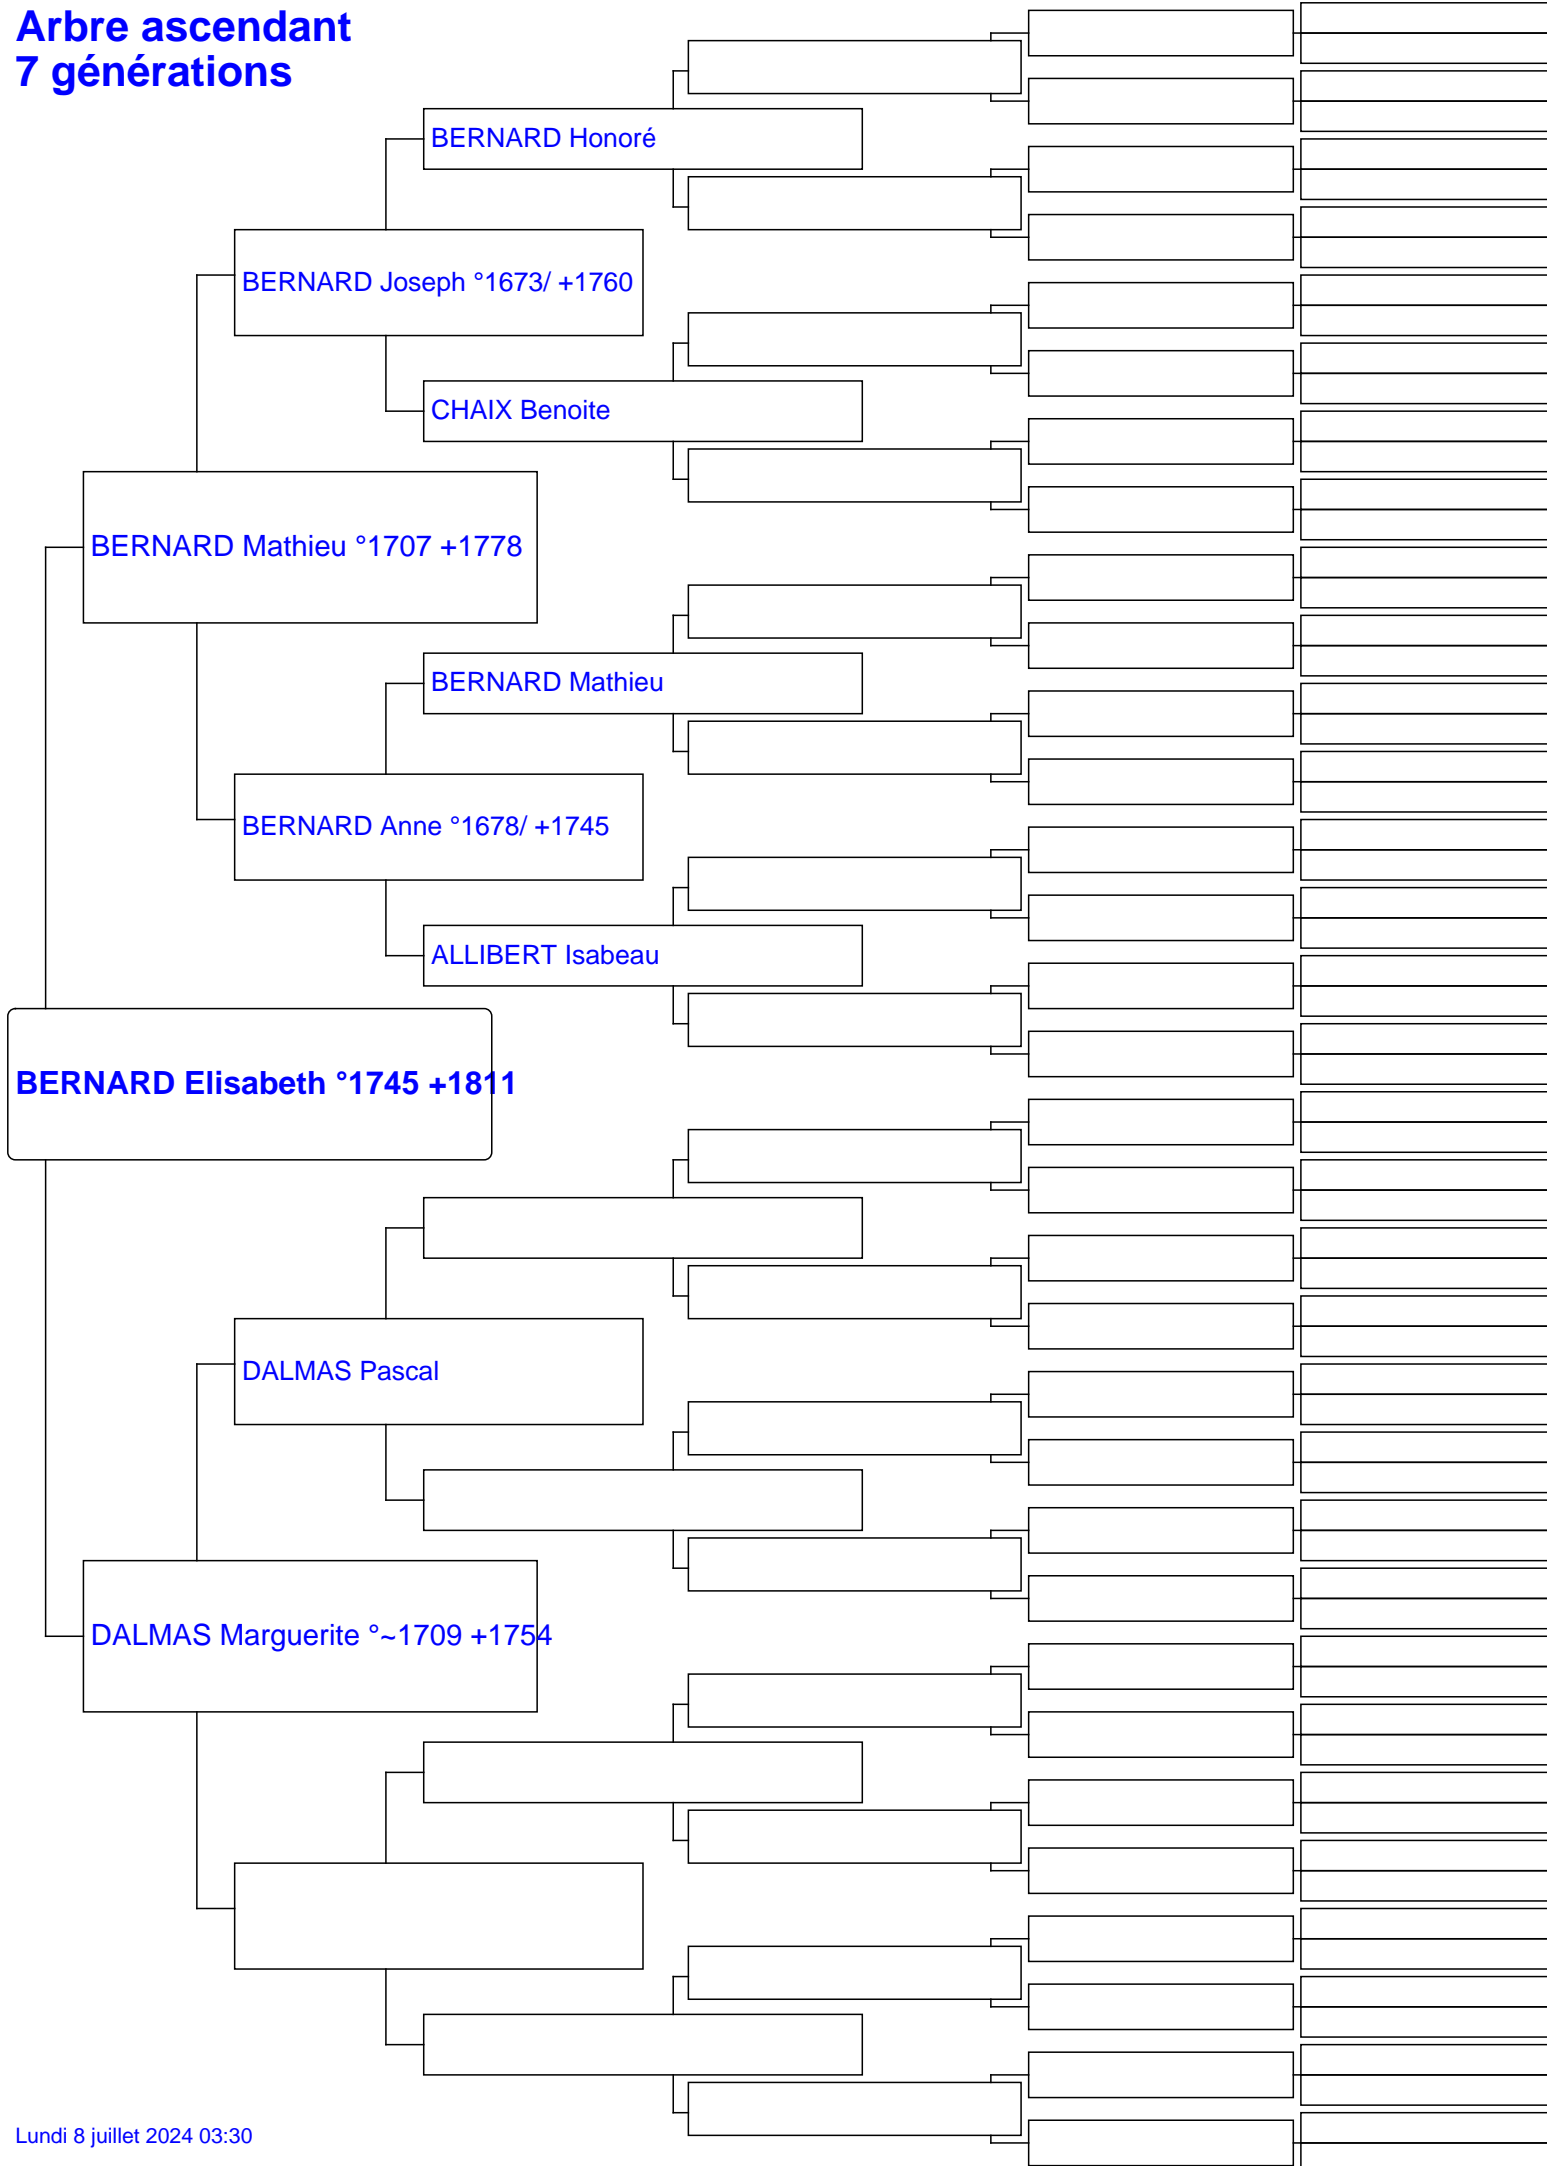 Arbre ascendant
7 générations
BERNARD Honoré
BERNARD Joseph °1673/ +1760
CHAIX Benoite
BERNARD Mathieu °1707 +1778
BERNARD Mathieu
BERNARD Anne °1678/ +1745
ALLIBERT Isabeau
BERNARD Elisabeth °1745 +1811
DALMAS Pascal
DALMAS Marguerite °~1709 +1754
Lundi 8 juillet 2024 03:30